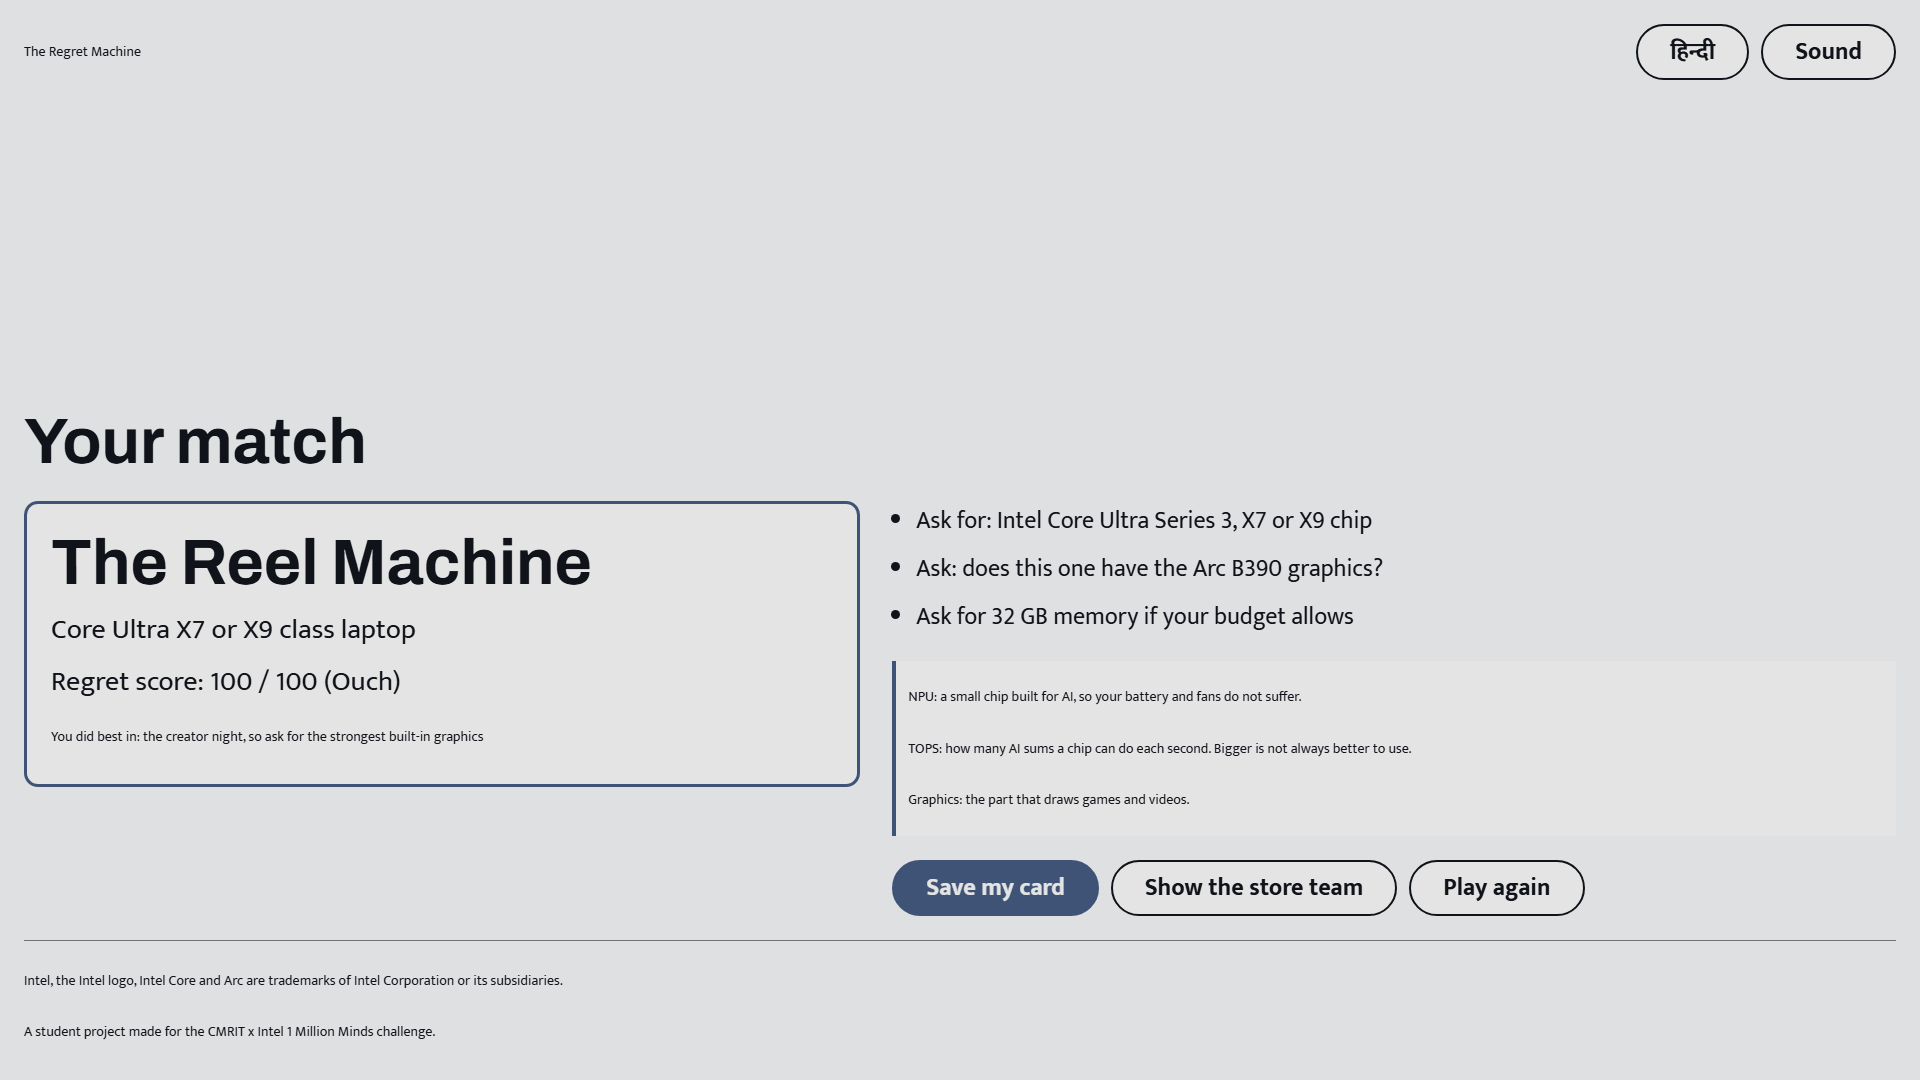 The Regret Machine
हिन्दी
Sound
Your match
The Reel Machine
Core Ultra X7 or X9 class laptop
Regret score: 100 / 100 (Ouch)
You did best in: the creator night, so ask for the strongest built-in graphics
Ask for: Intel Core Ultra Series 3, X7 or X9 chip
Ask: does this one have the Arc B390 graphics?
Ask for 32 GB memory if your budget allows
NPU: a small chip built for AI, so your battery and fans do not suffer.
TOPS: how many AI sums a chip can do each second. Bigger is not always better to use.
Graphics: the part that draws games and videos.
Save my card
Show the store team
Play again
Intel, the Intel logo, Intel Core and Arc are trademarks of Intel Corporation or its subsidiaries.
A student project made for the CMRIT x Intel 1 Million Minds challenge.